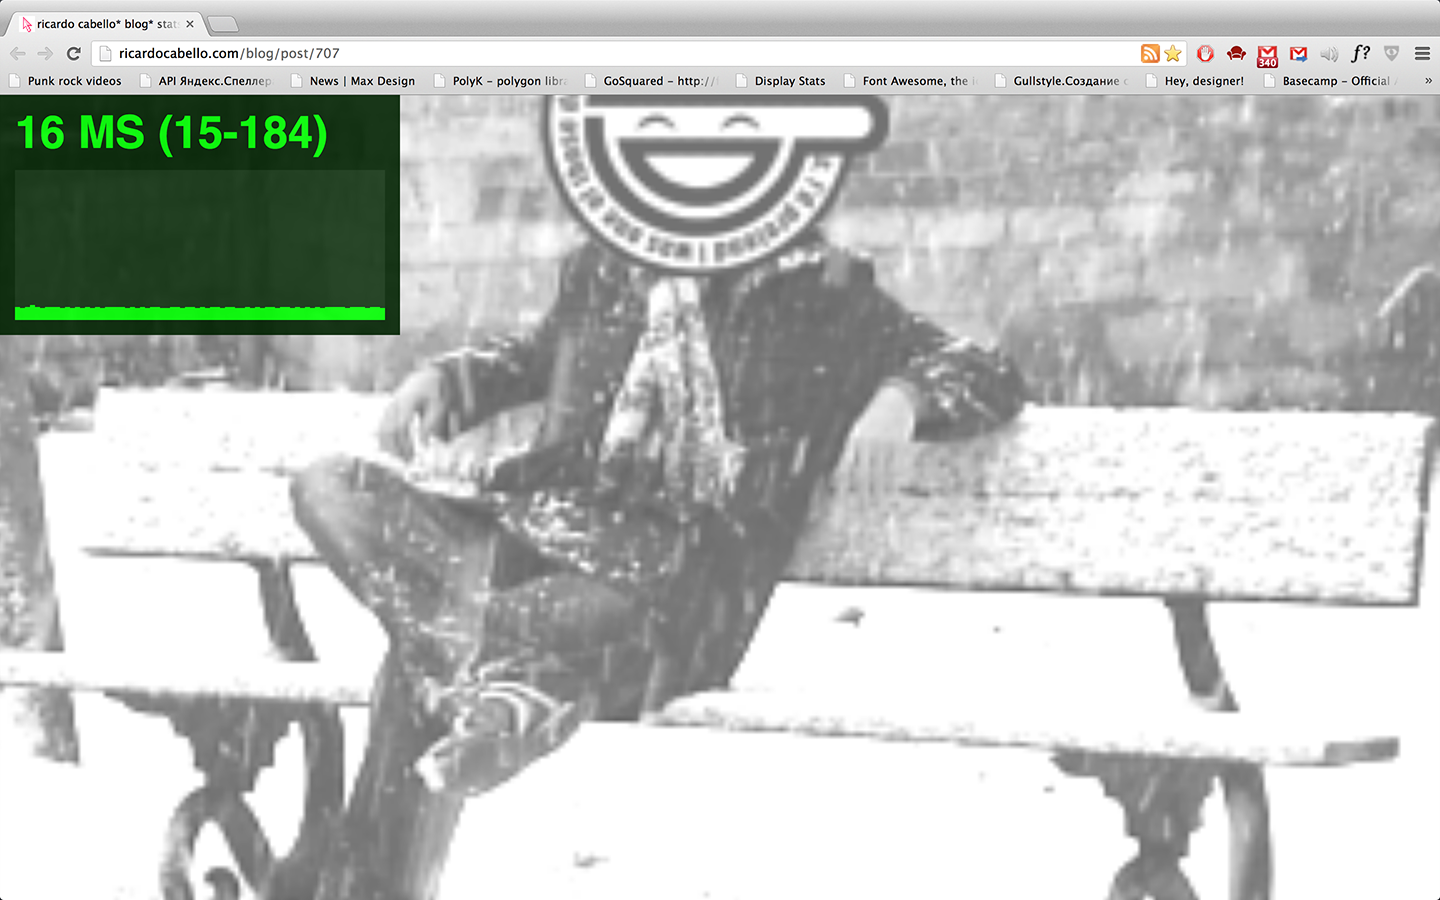 ricardo cabello* blog* stat
ricardocabello.com/blog/post/707
340
f?
Punk rock videos
API Яндекс.Спеллер
News | Max Design
PolyK – polygon libra
GoSquared – http://
Display Stats
Font Awesome, the i
Gullstyle.Создание с
Hey, designer!
Basecamp – Official
»
16 MS (15-184)